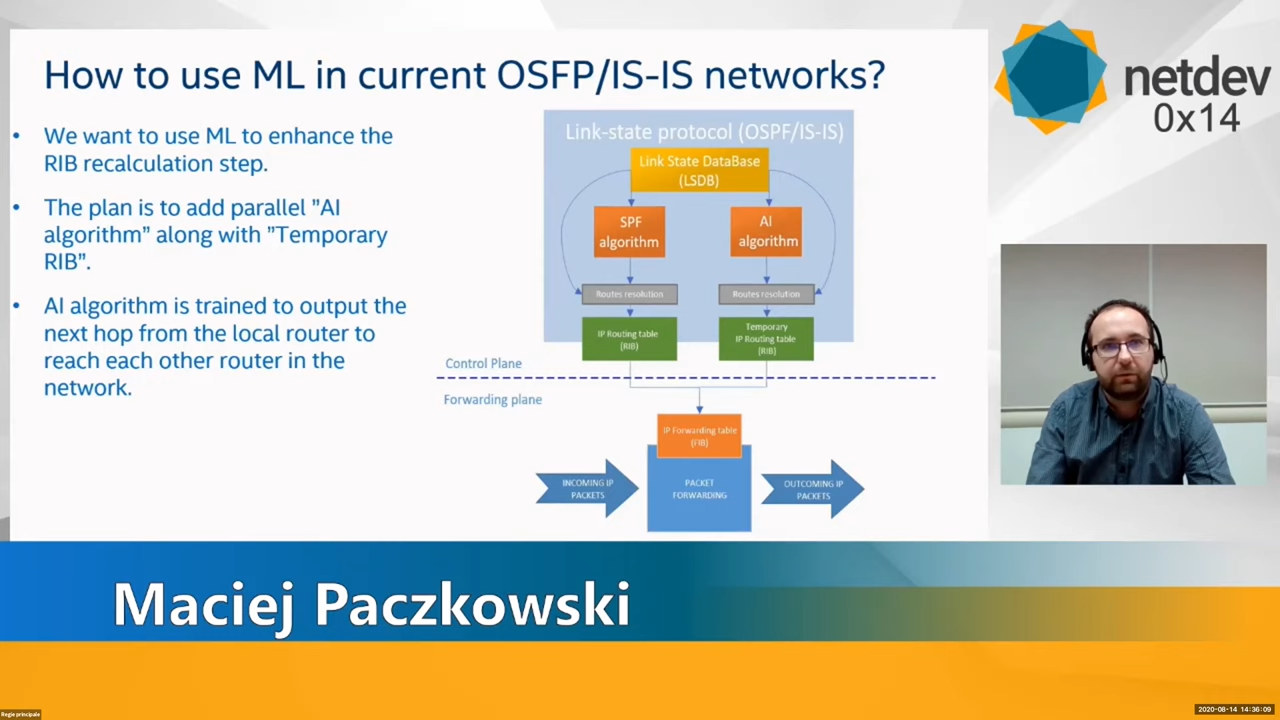 How to use ML in current OSFP/IS-IS networks?
• We want to use ML to enhance the
RIB recalculation step.
• The plan is to add parallel "AI
algorithm" along with "Temporary
RIB".
• AI algorithm is trained to output the
next hop from the local router to
reach each other router in the
network.
Link-state protocol (OSPF/IS-IS)
Link State DataBase
(LSDB)
SPF
algorithm
AI
algorithm
Routes resolution
Routes resolution
IP Routing table
(RIB)
Temporary
IP Routing table
(RIB)
Control Plane
Forwarding plane
IP Forwarding table
(FIB)
INCOMING IP
PACKETS
PACKET
FORWARDING
OUTCOMING IP
PACKETS
netdev
0x14
Maciej Paczkowski
Regie principale
2020-08-14 14:36:09